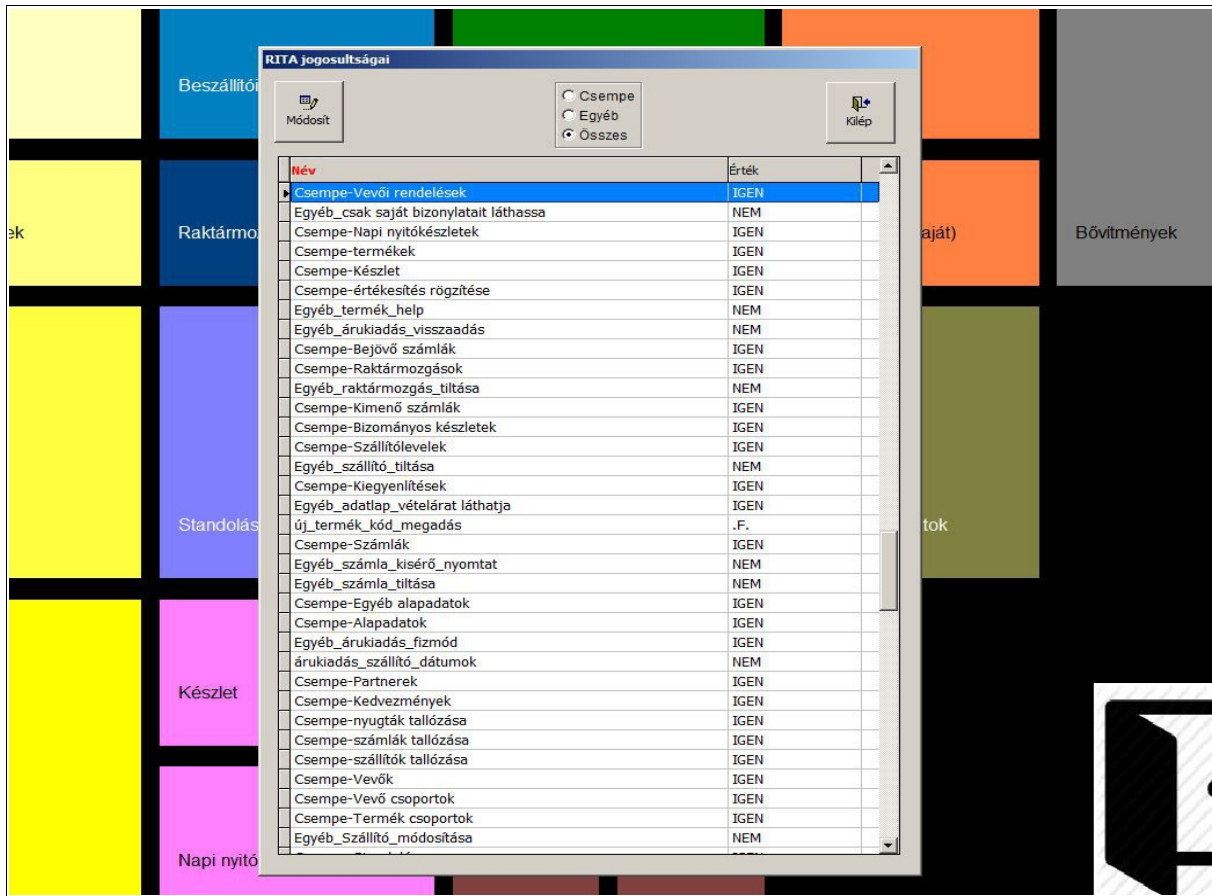 RITA jogosultságai
Beszállítói
Módosít
Csempe
Egyéb
Összes
Kilép
Név Érték
Csempe-Vevői rendelések IGEN
Egyéb_csak saját bizonylatait láthassa NEM
ek Raktármo Csempe-Napi nyitókészletek IGEN aját) Bővítmények
Csempe-termékek IGEN
Csempe-Készlet IGEN
Csempe-értékesítés rögzítése IGEN
Egyéb_termék_help NEM
Egyéb_árukiadás_visszaadás NEM
Csempe-Bejövő számlák IGEN
Csempe-Raktármozgások IGEN
Egyéb_raktármozgás_tiltása NEM
Csempe-Kimenő számlák IGEN
Csempe-Bizományos készletek IGEN
Csempe-Szállítólevelek IGEN
Egyéb_szállító_tiltása NEM
Csempe-Kiegyenlítések IGEN
Egyéb_adatlap_vételárat láthatja IGEN
Standolás új_termék_kód_megadás .F. tok
Csempe-Számlák IGEN
Egyéb_számla_kisérő_nyomtat NEM
Egyéb_számla_tiltása NEM
Csempe-Egyéb alapadatok IGEN
Csempe-Alapadatok IGEN
Egyéb_árukiadás_fizmód IGEN
árukiadás_szállító_dátumok NEM
Csempe-Partnerek IGEN
Készlet Csempe-Kedvezmények IGEN
Csempe-nyugták tallózása IGEN
Csempe-számlák tallózása IGEN
Csempe-szállítók tallózása IGEN
Csempe-Vevők IGEN
Csempe-Vevő csoportok IGEN
Csempe-Termék csoportok IGEN
Egyéb_Szállító_módosítása NEM
Napi nyitó